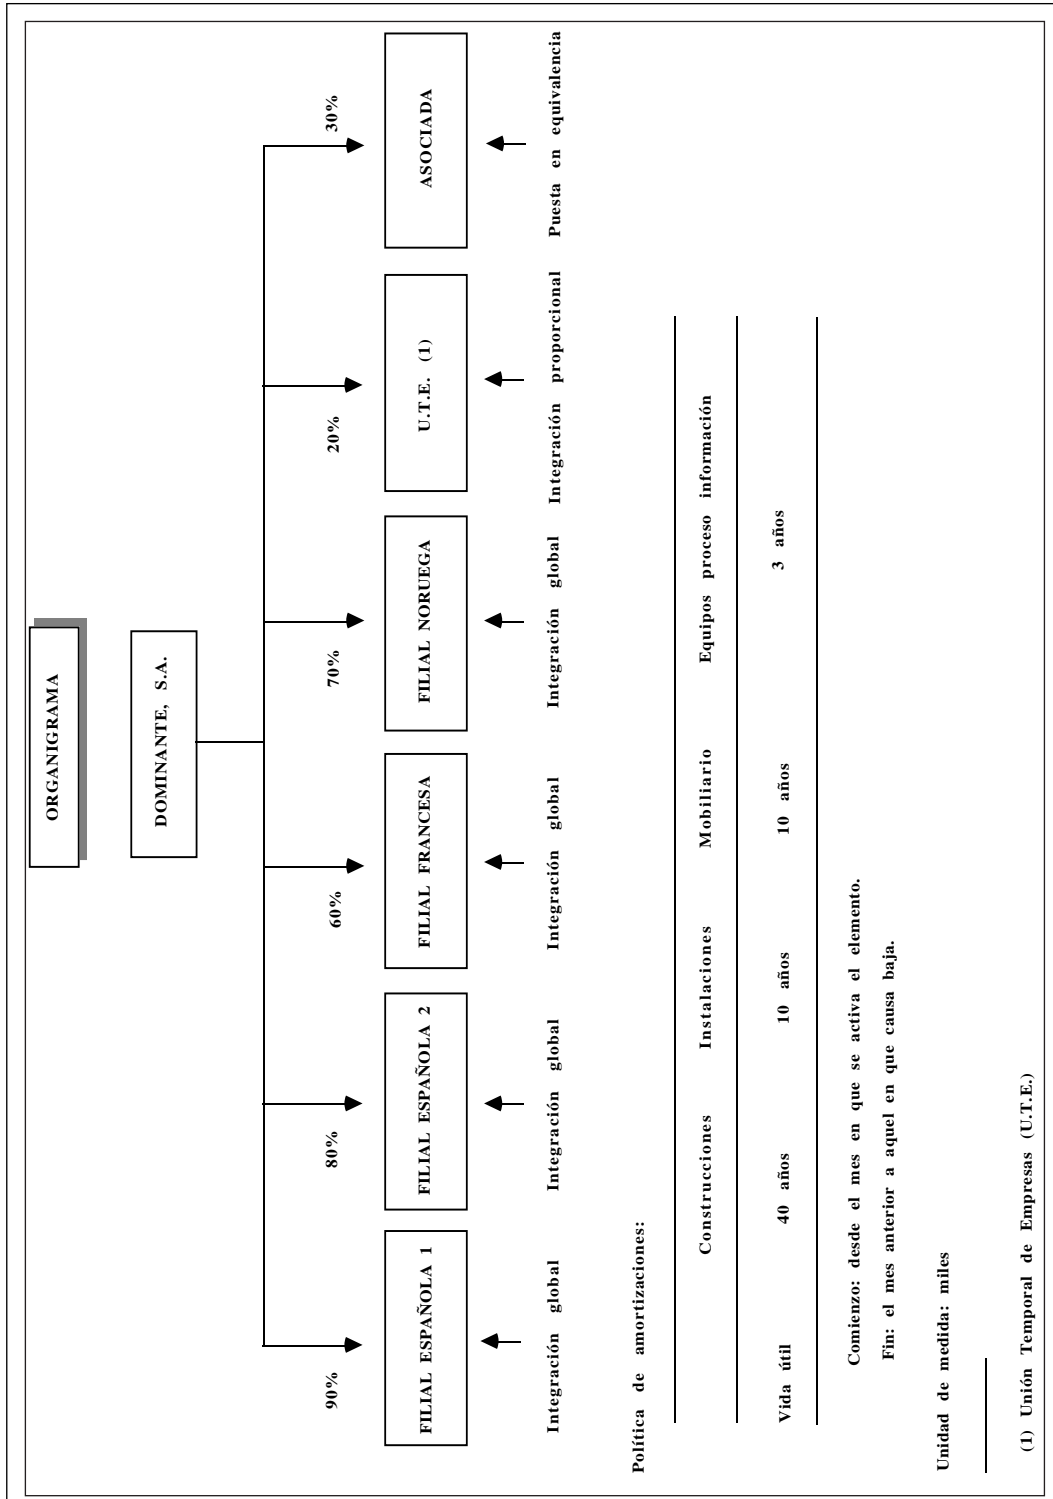 ORGANIGRAMA
DOMINANTE, S.A.
90% 80% 60% 70% 20% 30%
FILIAL ESPAÑOLA 1 FILIAL ESPAÑOLA 2 FILIAL FRANCESA FILIAL NORUEGA U.T.E. (1) ASOCIADA
Integración global Integración global Integración global Integración global Integración proporcional Puesta en equivalencia
Política de amortizaciones:
Construcciones Instalaciones Mobiliario Equipos proceso información
Vida útil 40 años 10 años 10 años 3 años
Comienzo: desde el mes en que se activa el elemento.
Fin: el mes anterior a aquel en que causa baja.
Unidad de medida: miles
(1) Unión Temporal de Empresas (U.T.E.)